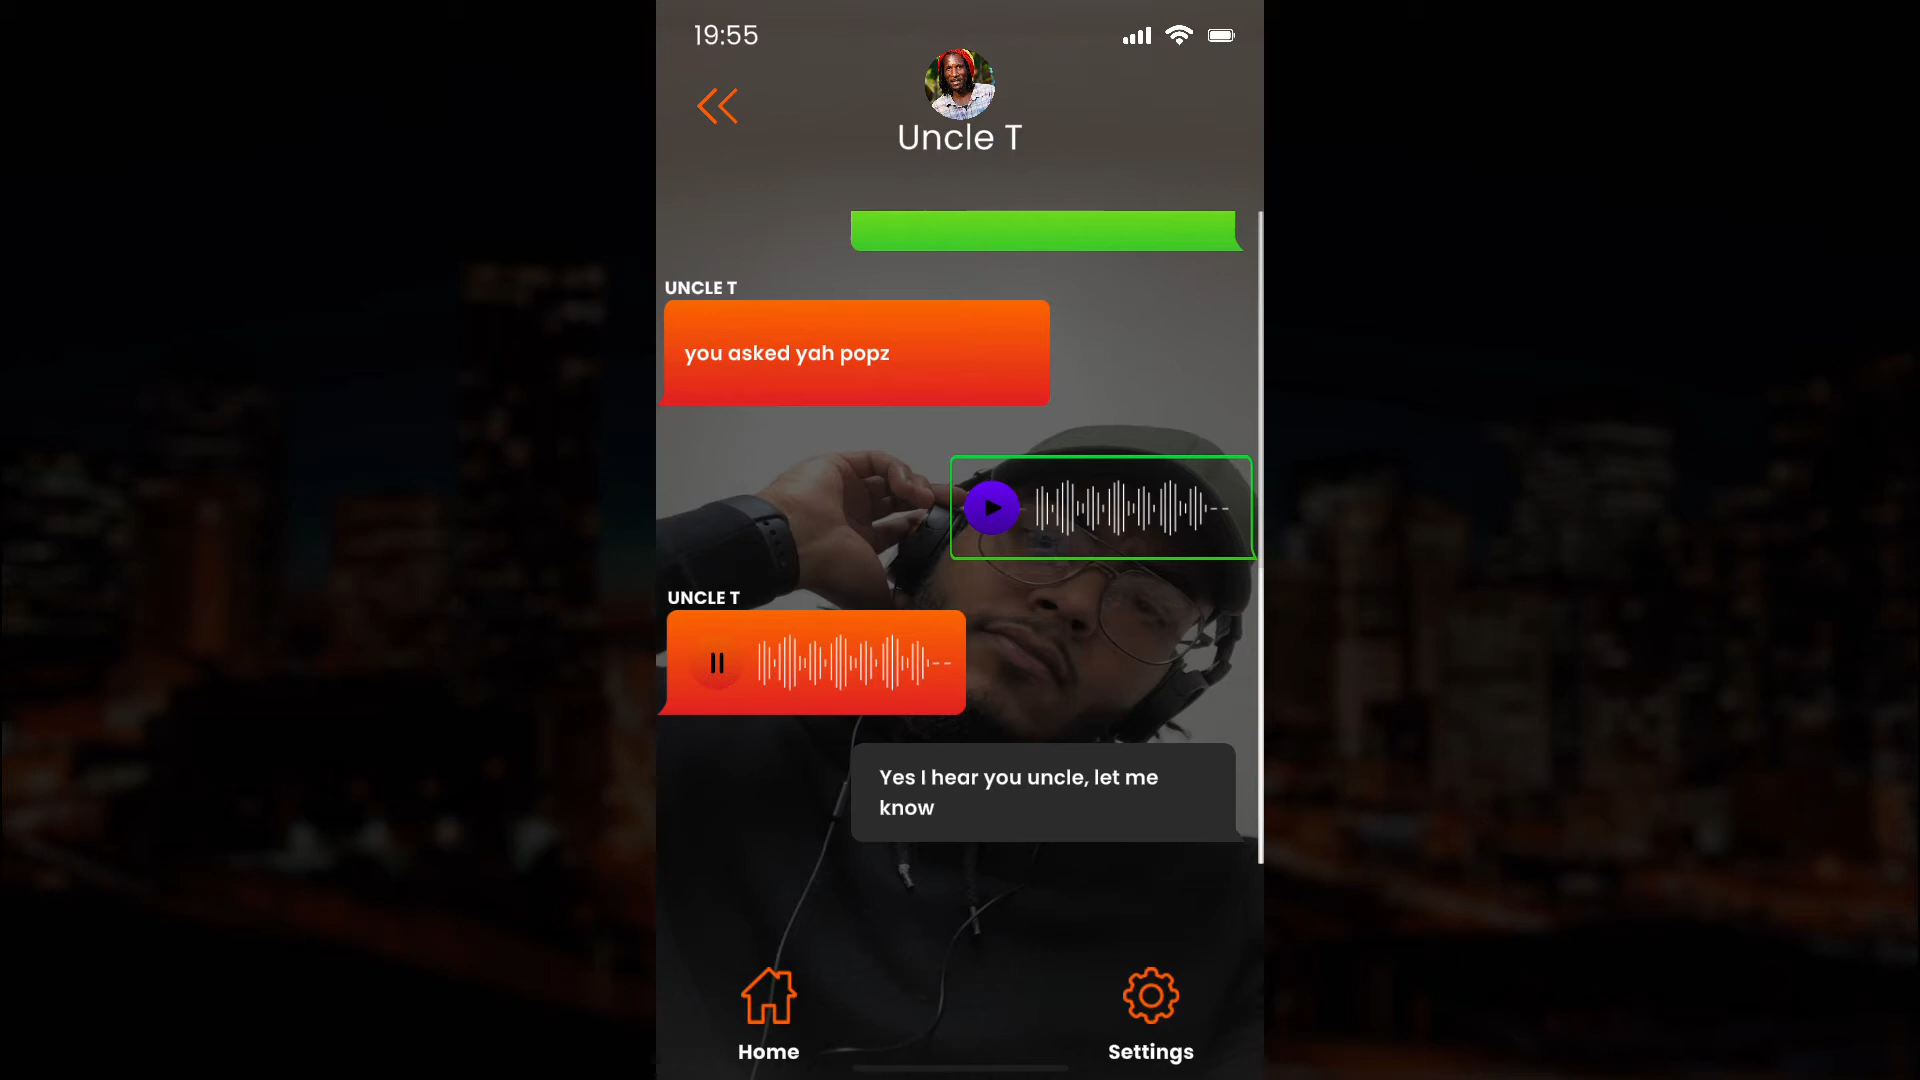 19:55
Uncle T
UNCLE T
you asked yah popz
UNCLE T
Yes I hear you uncle, let me
know
Home
Settings